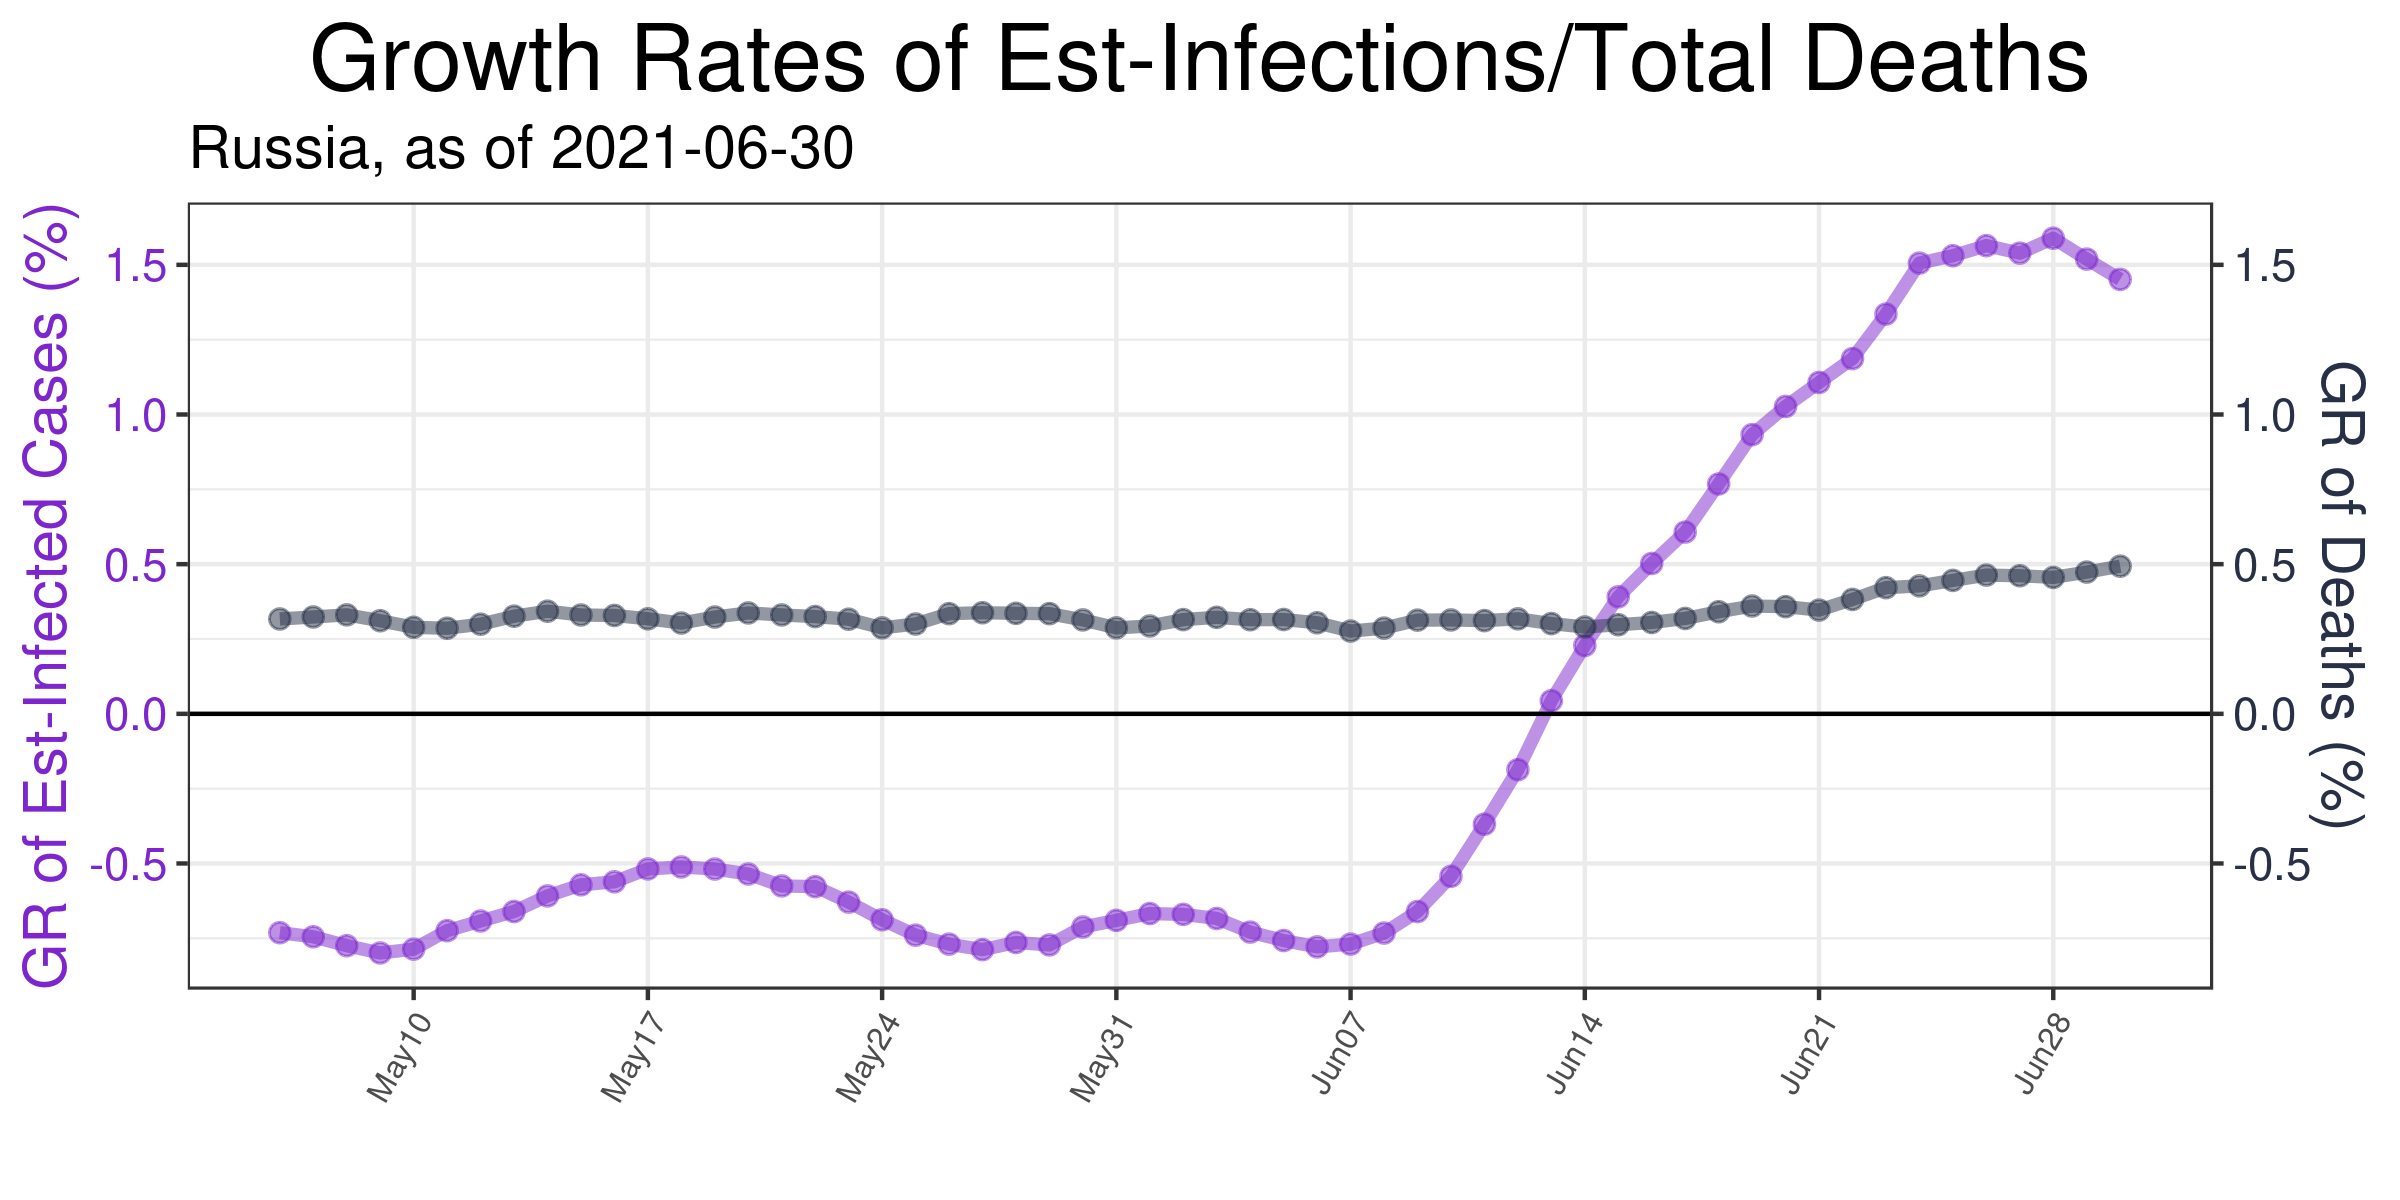 Growth Rates of Est-Infections/Total Deaths
Russia, as of 2021-06-30
GR of Est-Infected Cases (%)
1.5
1.0
0.5
0.0
-0.5
1.5
1.0
0.5
0.0
-0.5
GR of Deaths (%)
May10
May17
May24
May31
Jun07
Jun14
Jun21
Jun28